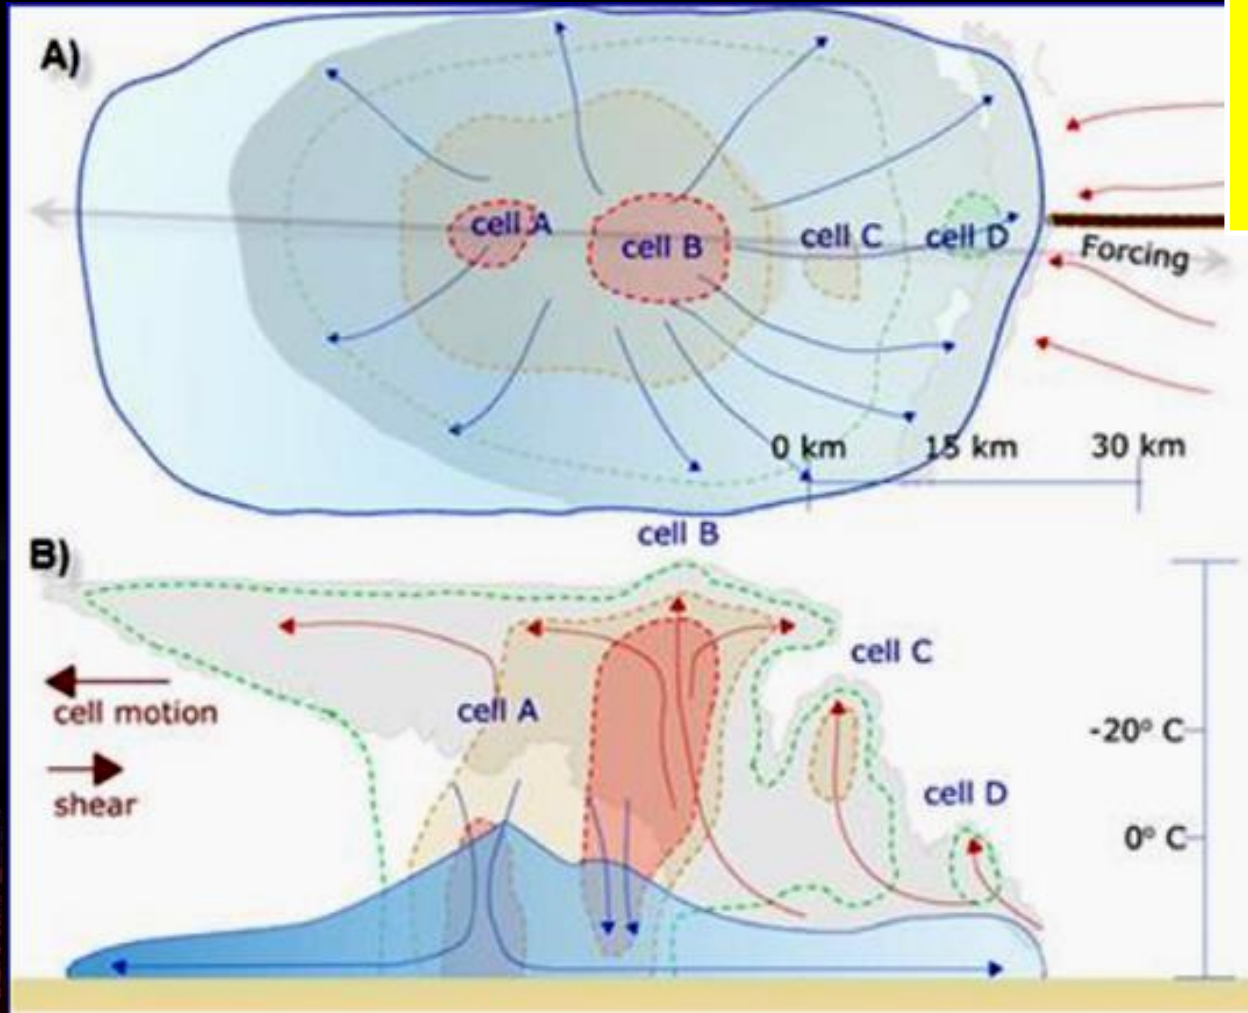 A)
cell A
cell B
cell C
cell D
Forcing
0 km
15 km
30 km
B)
cell B
cell C
cell A
cell motion
-20° C
cell D
shear
0° C